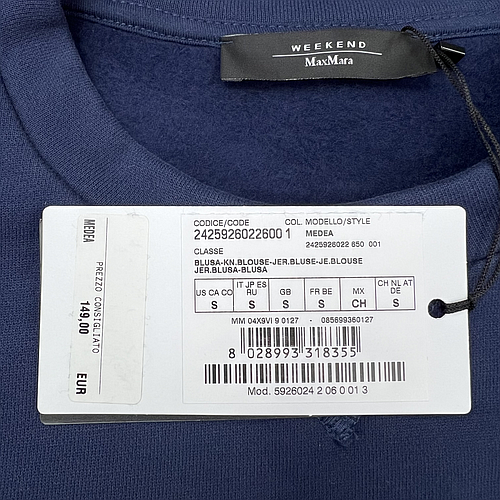 WEEKEND
MaxMara
MEDEA
PREZZO CONSIGLIATO
149,00
EUR
CODICE/CODE COL. MODELLO/STYLE
2425926022600 1 MEDEA
2425926022 650 001
CLASSE
BLUSA-KN.BLOUSE-JER.BLUSE-JE.BLOUSE
JER.BLUSA-BLUSA
US CA CO IT JP ES RU GB FR BE MX CH NL AT DE
S S S S CH S
MM 04X9VI 9 0127 - 085699360127
8 028993 318355
Mod. 5926024 2 06 0 01 3